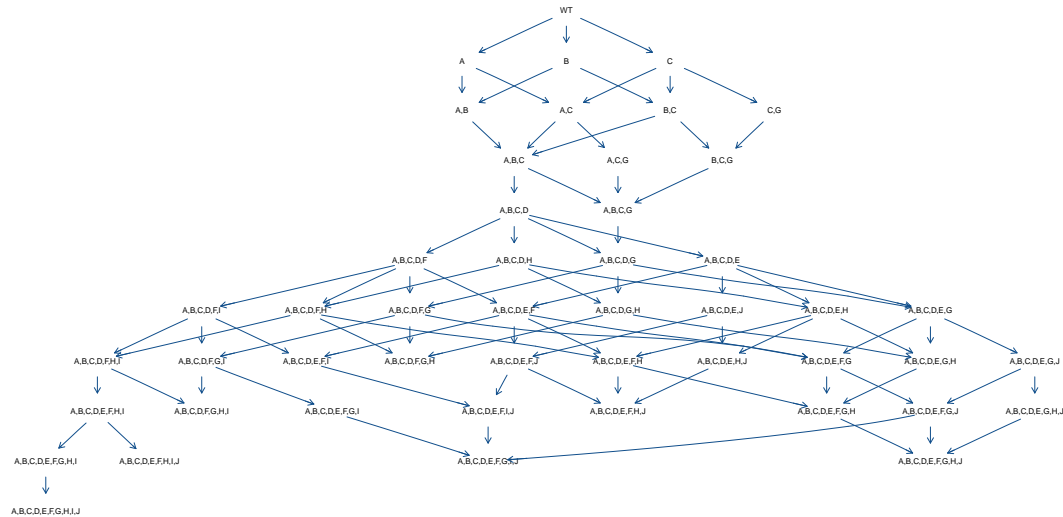 WT
A
B
C
A,B
A,C
B,C
C,G
A,B,C
A,C,G
B,C,G
A,B,C,D
A,B,C,G
A,B,C,D,F
A,B,C,D,H
A,B,C,D,G
A,B,C,D,E
A,B,C,D,F,I
A,B,C,D,F,H
A,B,C,D,F,G
A,B,C,D,E,F
A,B,C,D,G,H
A,B,C,D,E,J
A,B,C,D,E,H
A,B,C,D,E,G
A,B,C,D,F,H,I
A,B,C,D,F,G,I
A,B,C,D,E,F,I
A,B,C,D,F,G,H
A,B,C,D,E,F,J
A,B,C,D,E,F,H
A,B,C,D,E,H,J
A,B,C,D,E,F,G
A,B,C,D,E,G,H
A,B,C,D,E,G,J
A,B,C,D,E,F,H,I
A,B,C,D,F,G,H,I
A,B,C,D,E,F,G,I
A,B,C,D,E,F,I,J
A,B,C,D,E,F,H,J
A,B,C,D,E,F,G,H
A,B,C,D,E,F,G,J
A,B,C,D,E,G,H,J
A,B,C,D,E,F,G,H,I
A,B,C,D,E,F,H,I,J
A,B,C,D,E,F,G,I,J
A,B,C,D,E,F,G,H,J
A,B,C,D,E,F,G,H,I,J